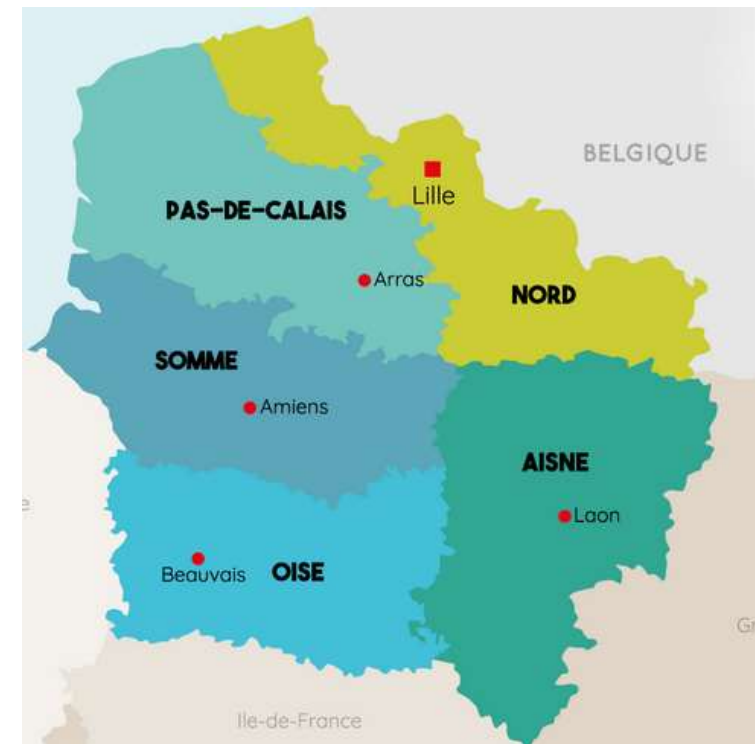 BELGIQUE
Lille
PAS-DE-CALAIS
Arras
NORD
SOMME
Amiens
AISNE
Laon
Beauvais
OISE
Ile-de-France